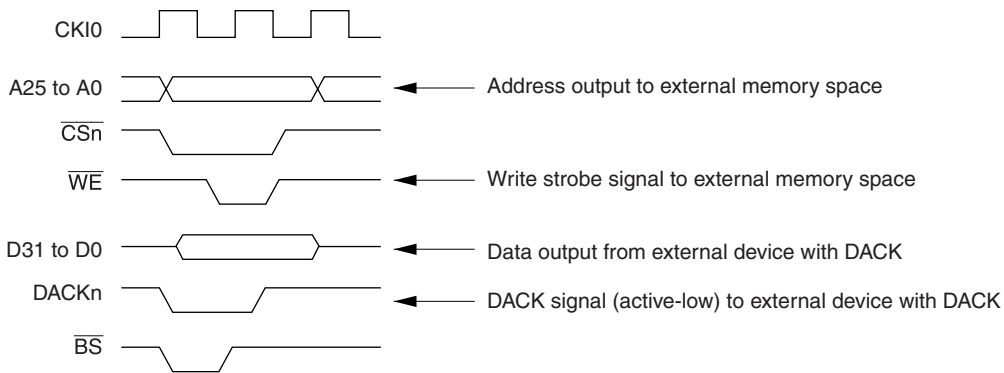 CKI0
A25 to A0 Address output to external memory space
CSn
WE Write strobe signal to external memory space
D31 to D0 Data output from external device with DACK
DACKn DACK signal (active-low) to external device with DACK
BS